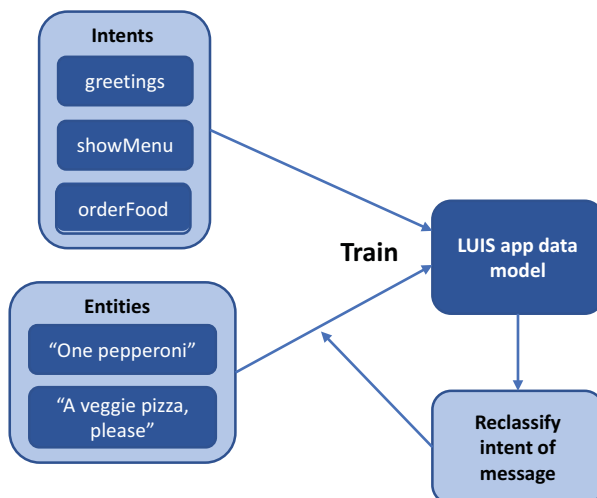 Intents
greetings
showMenu
orderFood
Train
LUIS app data
model
Entities
“One pepperoni”
“A veggie pizza,
please”
Reclassify
intent of
message